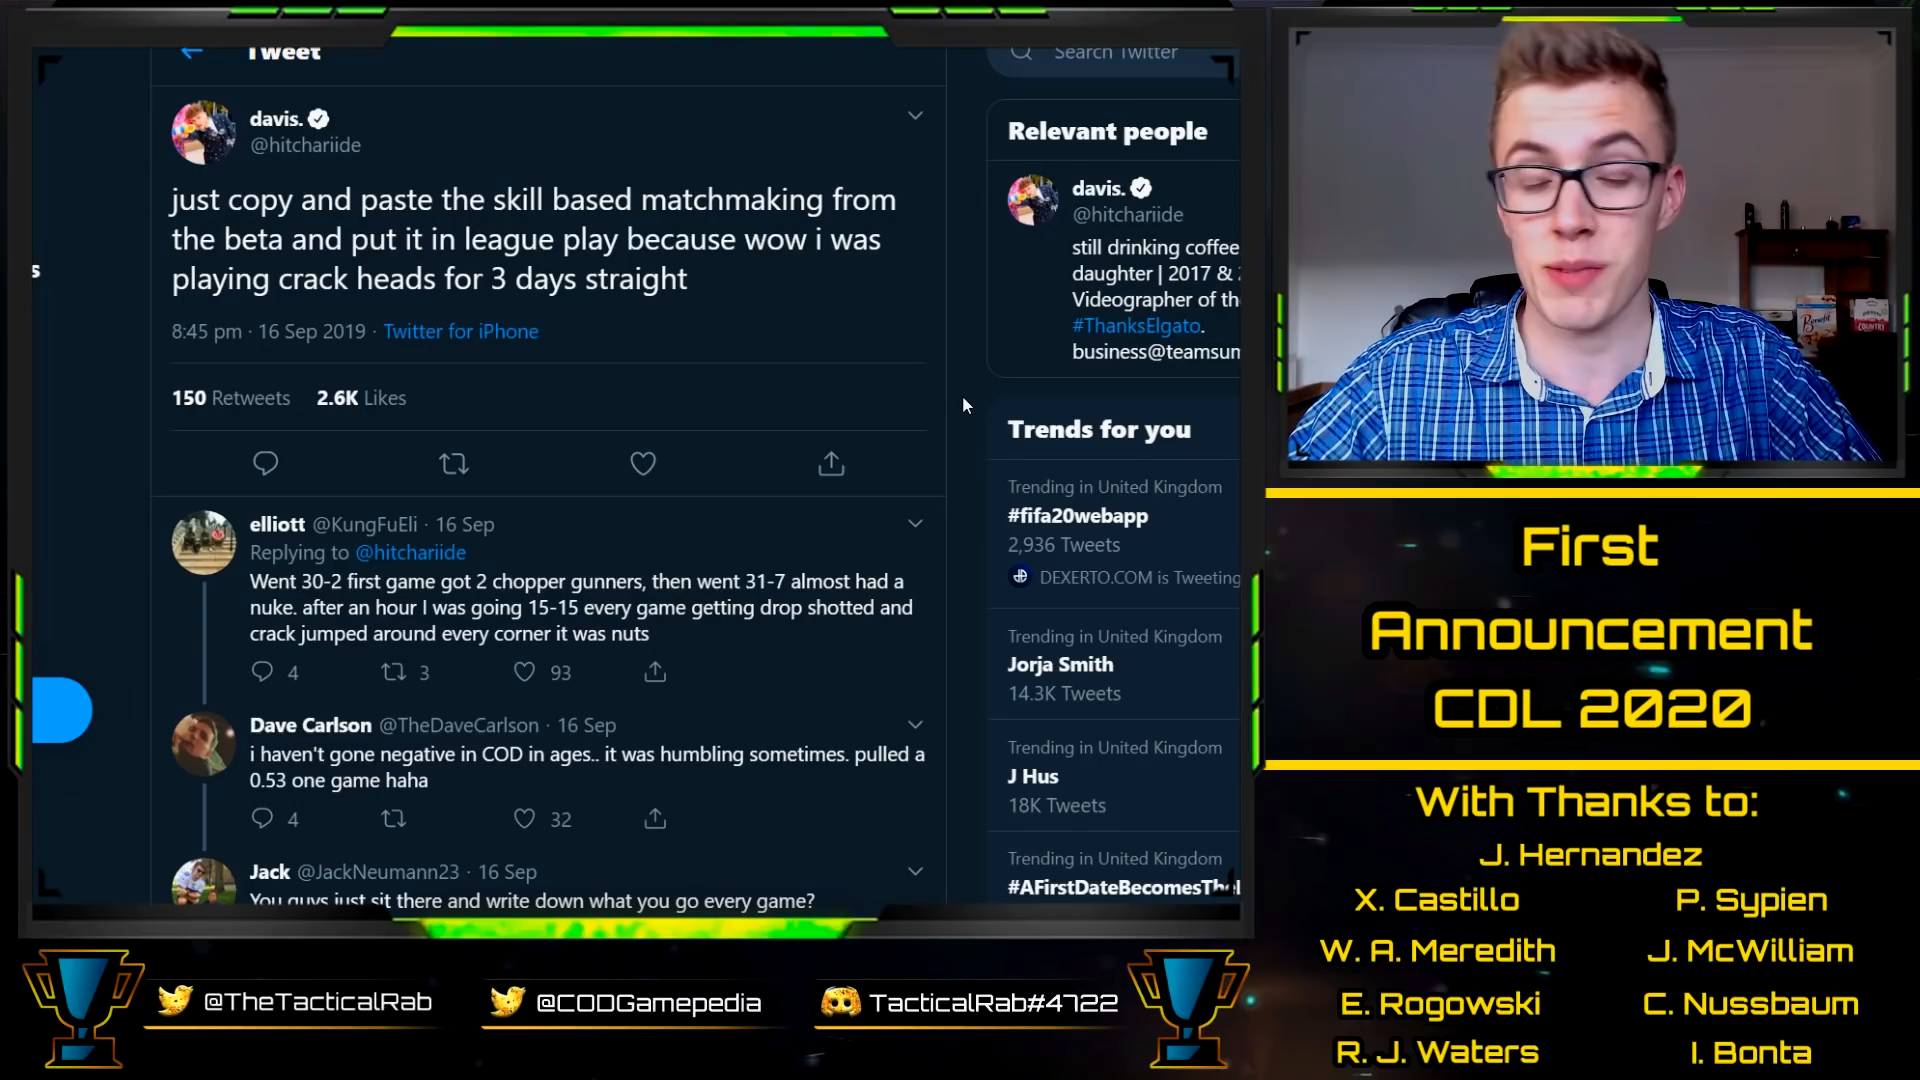 Tweet
Search Twitter
davis.
@hitchariide
just copy and paste the skill based matchmaking from
the beta and put it in league play because wow i was
playing crack heads for 3 days straight
8:45 pm · 16 Sep 2019 · Twitter for iPhone
150 Retweets 2.6K Likes
elliott @KungFuEli · 16 Sep
Replying to @hitchariide
Went 30-2 first game got 2 chopper gunners, then went 31-7 almost had a
nuke. after an hour I was going 15-15 every game getting drop shotted and
crack jumped around every corner it was nuts
4 3 93
Dave Carlson @TheDaveCarlson · 16 Sep
i haven't gone negative in COD in ages.. it was humbling sometimes. pulled a
0.53 one game haha
4 32
Jack @JackNeumann23 · 16 Sep
You guys just sit there and write down what you go every game?
s
Relevant people
davis.
@hitchariide
still drinking coffee
daughter | 2017 &
Videographer of th
#ThanksElgato.
business@teamsum
Trends for you
Trending in United Kingdom
#fifa20webapp
2,936 Tweets
DEXERTO.COM is Tweeting
Trending in United Kingdom
Jorja Smith
14.3K Tweets
Trending in United Kingdom
J Hus
18K Tweets
Trending in United Kingdom
#AFirstDateBecomesThe
Benefit
COUNTRY
First
Announcement
CDL 2020
With Thanks to:
J. Hernandez
X. Castillo P. Sypien
W. A. Meredith J. McWilliam
E. Rogowski C. Nussbaum
R. J. Waters I. Bonta
@TheTacticalRab @CODGamepedia TacticalRab#4722